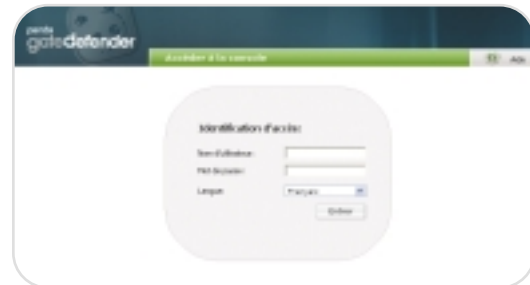 panda
gatedefender
Accéder à la console
Identification d'accès:
Nom d'utilisateur:
Mot de passe:
Langue: Français
Entrer